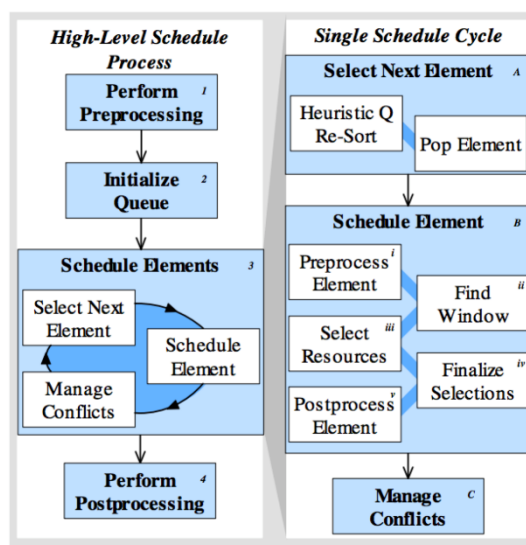 High-Level Schedule
Process
1
Perform
Preprocessing
2
Initialize
Queue
Schedule Elements 3
Select Next
Element
Schedule
Element
Manage
Conflicts
4
Perform
Postprocessing
Single Schedule Cycle
Select Next Element A
Heuristic Q
Re-Sort
Pop Element
Schedule Element B
Preprocess i
Element
ii
Find
Window
Select iii
Resources
Finalize iv
Selections
Postprocess v
Element
Manage C
Conflicts